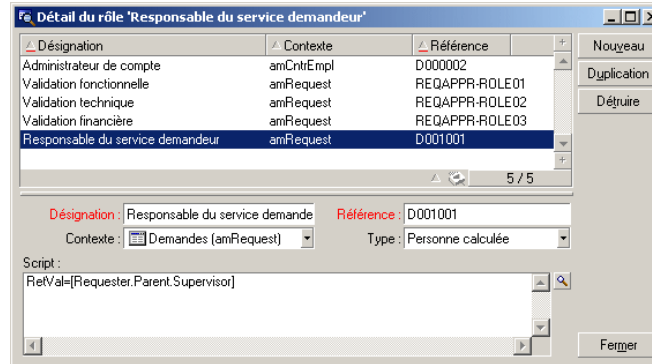 Détail du rôle 'Responsable du service demandeur'
Désignation Contexte Référence
Administrateur de compte amCntrEmpl D000002
Validation fonctionnelle amRequest REQAPPR-ROLE01
Validation technique amRequest REQAPPR-ROLE02
Validation financière amRequest REQAPPR-ROLE03
Responsable du service demandeur amRequest D001001
5 / 5
Nouveau
Duplication
Détruire
Désignation : Responsable du service demande Référence : D001001
Contexte : Demandes (amRequest) Type : Personne calculée
Script :
RetVal=[Requester.Parent.Supervisor]
Fermer